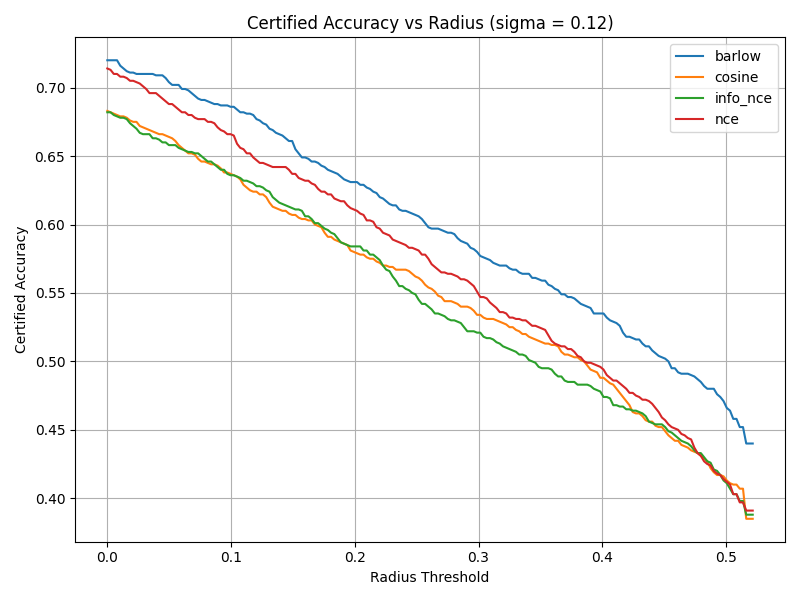 Certified Accuracy vs Radius (sigma = 0.12)
barlow
cosine
info_nce
nce
Certified Accuracy
0.70
0.65
0.60
0.55
0.50
0.45
0.40
0.0 0.1 0.2 0.3 0.4 0.5
Radius Threshold